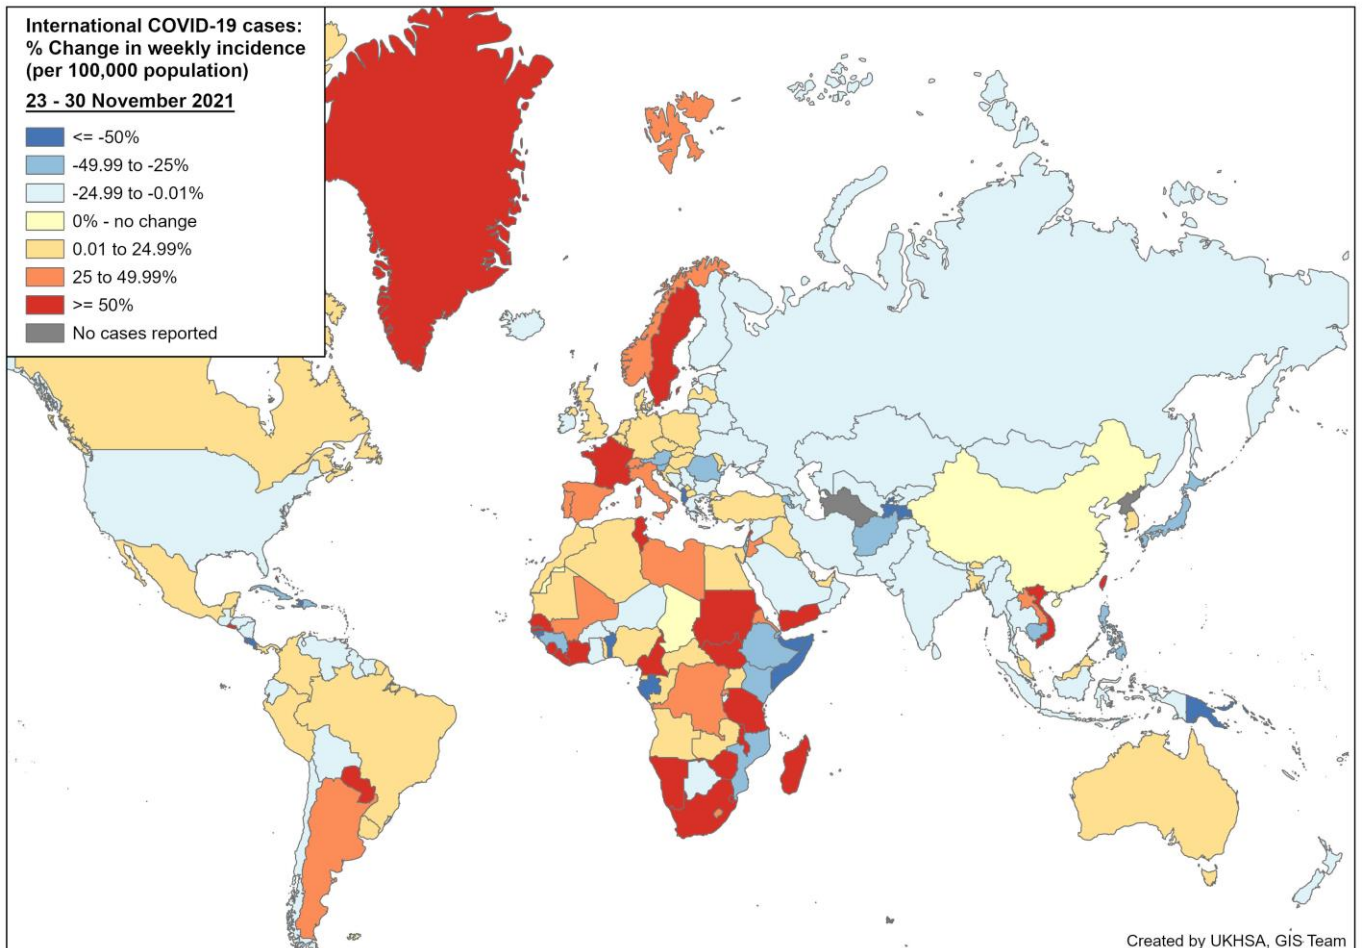 International COVID-19 cases:
% Change in weekly incidence
(per 100,000 population)
23 - 30 November 2021
<= -50%
-49.99 to -25%
-24.99 to -0.01%
0% - no change
0.01 to 24.99%
25 to 49.99%
>= 50%
No cases reported
Created by UKHSA, GIS Team